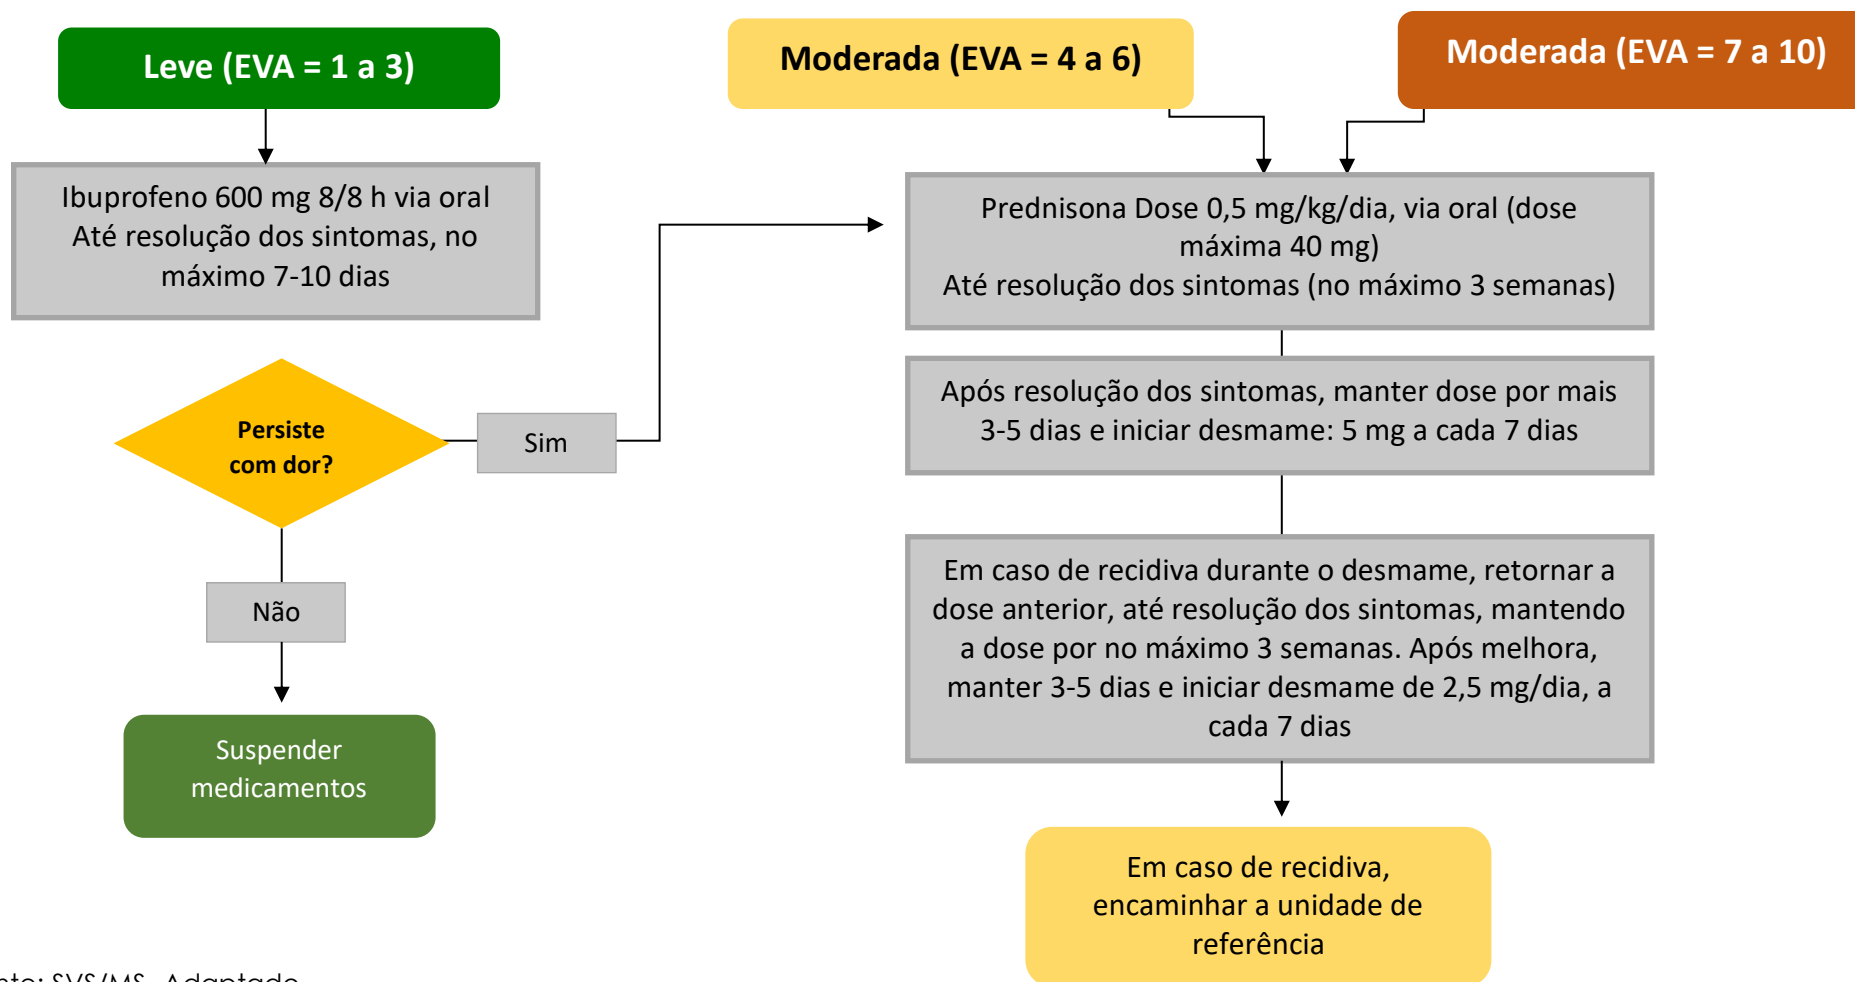 Leve (EVA = 1 a 3)
Moderada (EVA = 4 a 6)
Moderada (EVA = 7 a 10)
Ibuprofeno 600 mg 8/8 h via oral
Até resolução dos sintomas, no
máximo 7-10 dias
Prednisona Dose 0,5 mg/kg/dia, via oral (dose
máxima 40 mg)
Até resolução dos sintomas (no máximo 3 semanas)
Persiste
com dor?
Sim
Após resolução dos sintomas, manter dose por mais
3-5 dias e iniciar desmame: 5 mg a cada 7 dias
Não
Em caso de recidiva durante o desmame, retornar a
dose anterior, até resolução dos sintomas, mantendo
a dose por no máximo 3 semanas. Após melhora,
manter 3-5 dias e iniciar desmame de 2,5 mg/dia, a
cada 7 dias
Suspender
medicamentos
Em caso de recidiva,
encaminhar a unidade de
referência
SVS/MS. Adaptado